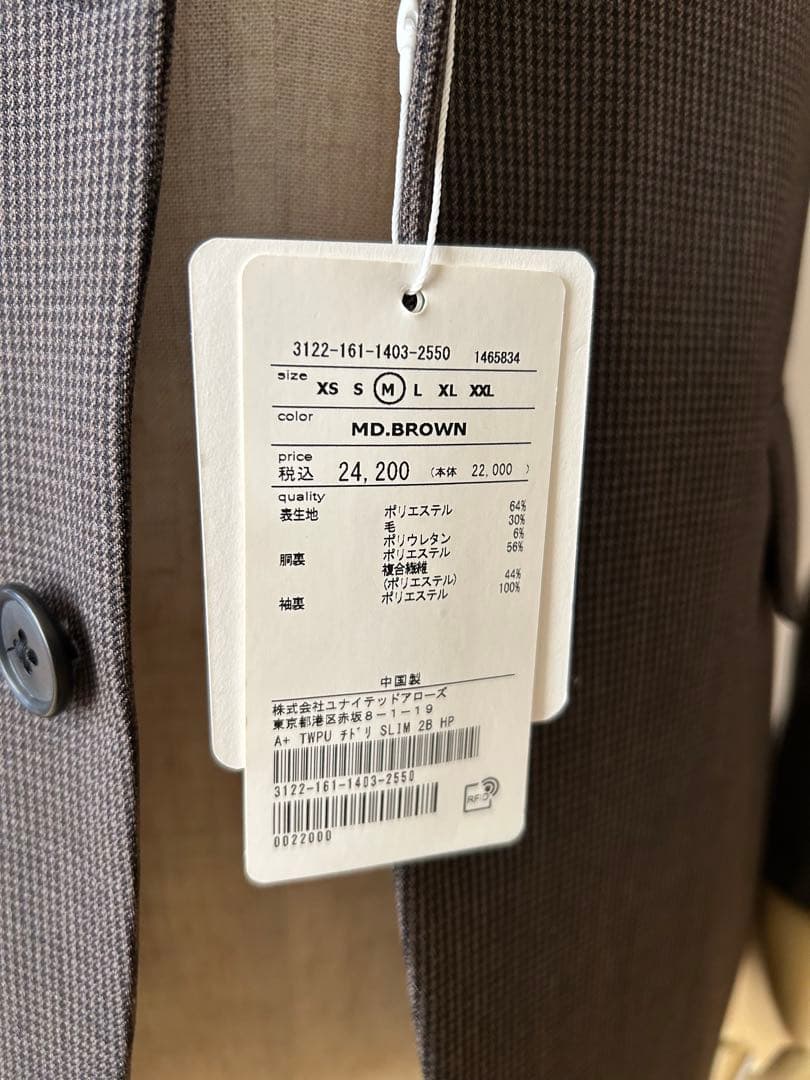 3122-161-1403-2550 1465834
size
XS S M L XL XXL
color
MD.BROWN
price
税込 24,200 (本体 22,000 )
quality
表生地 ポリエステル 64%
毛 30%
ポリウレタン 6%
胴裏 ポリエステル 56%
複合繊維
(ポリエステル) 44%
袖裏 ポリエステル 100%
中国製
株式会社ユナイテッドアローズ
東京都港区赤坂8-1-19
A+ TWPU チドリ SLIM 2B HP
3122-161-1403-2550
RFID
0022000